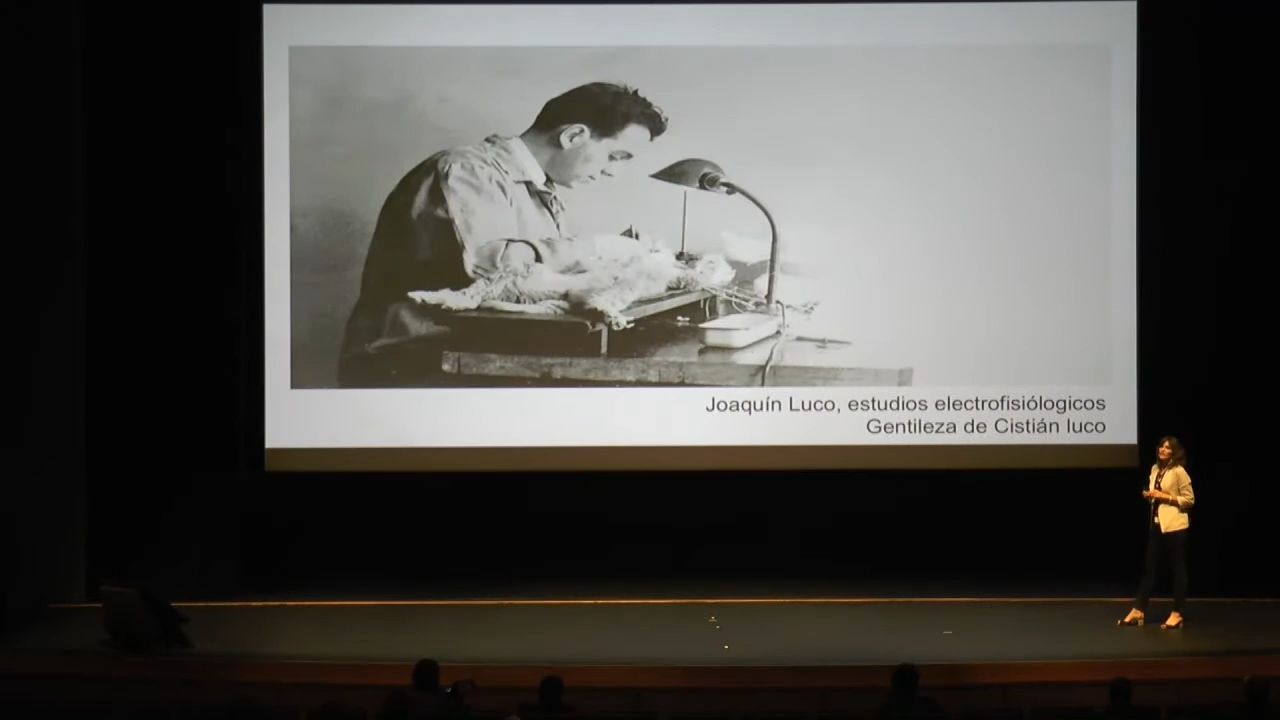 Joaquín Luco, estudios electrofisiólogicos
Gentileza de Cistián luco